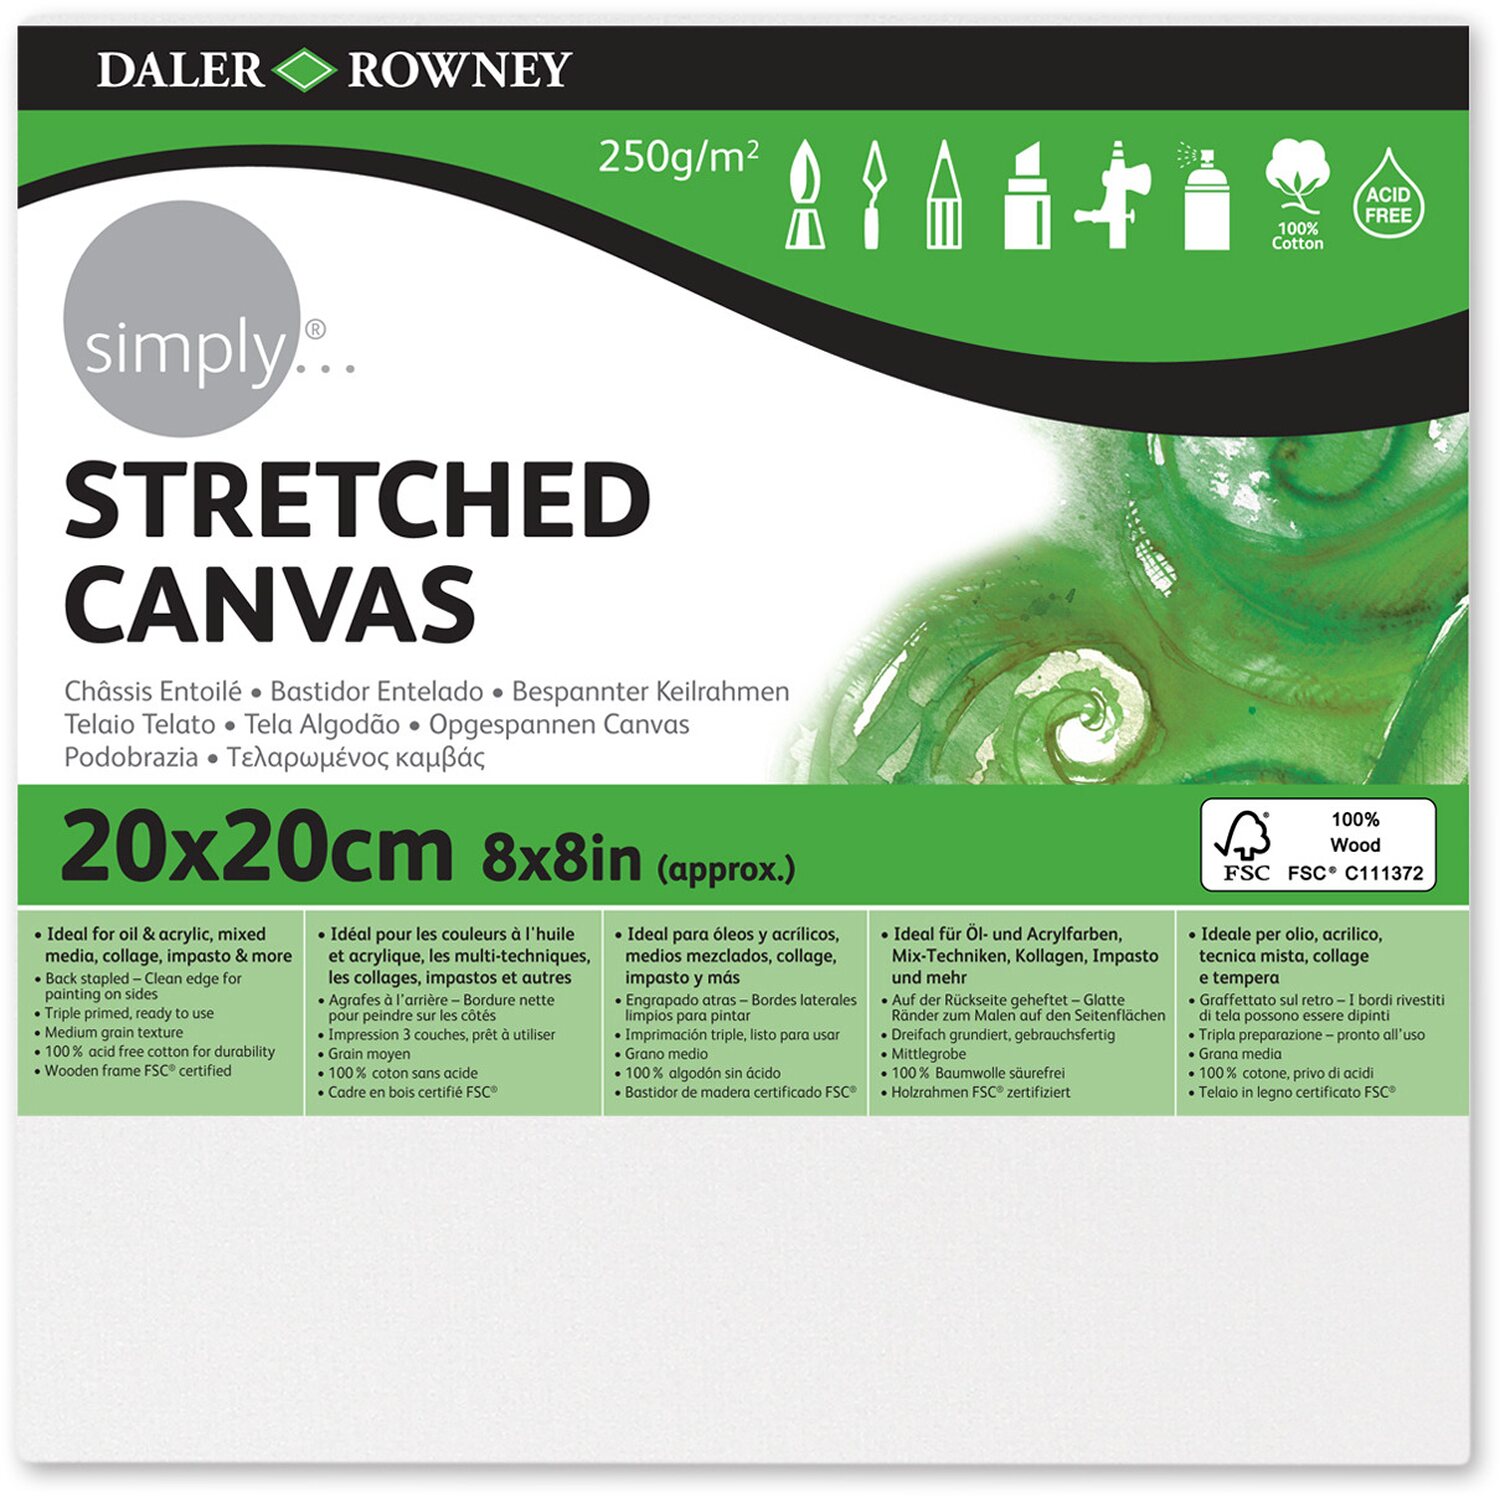 DALER ROWNEY
250g/m²
100%
Cotton
ACID
FREE
simply®...
STRETCHED
CANVAS
Châssis Entoilé • Bastidor Entelado • Bespannter Keilrahmen
Telaio Telato • Tela Algodão • Opgespannen Canvas
Podobrazia • Τελαρωμένος καμβάς
20x20cm 8x8in (approx.)
FSC
100%
Wood
FSC® C111372
• Ideal for oil & acrylic, mixed
media, collage, impasto & more
• Back stapled – Clean edge for
painting on sides
• Triple primed, ready to use
• Medium grain texture
• 100% acid free cotton for durability
• Wooden frame FSC® certified
• Idéal pour les couleurs à l'huile
et acrylique, les multi-techniques,
les collages, impastos et autres
• Agrafes à l'arrière – Bordure nette
pour peindre sur les côtés
• Impression 3 couches, prêt à utiliser
• Grain moyen
• 100% coton sans acide
• Cadre en bois certifié FSC®
• Ideal para óleos y acrílicos,
medios mezclados, collage,
impasto y más
• Engrapado atras – Bordes laterales
limpios para pintar
• Imprimación triple, listo para usar
• Grano medio
• 100% algodón sin ácido
• Bastidor de madera certificado FSC®
• Ideal für Öl- und Acrylfarben,
Mix-Techniken, Kollagen, Impasto
und mehr
• Auf der Rückseite geheftet – Glatte
Ränder zum Malen auf den Seitenflächen
• Dreifach grundiert, gebrauchsfertig
• Mittlegrobe
• 100% Baumwolle säurefrei
• Holzrahmen FSC® zertifiziert
• Ideale per olio, acrilico,
tecnica mista, collage
e tempera
• Graffettato sul retro – I bordi rivestiti
di tela possono essere dipinti
• Tripla preparazione – pronto all'uso
• Grana media
• 100% cotone, privo di acidi
• Telaio in legno certificato FSC®